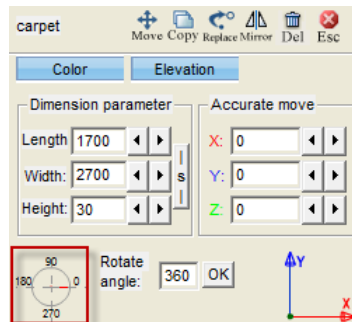 carpet
Move Copy Replace Mirror Del Esc
Color Elevation
Dimension parameter Accurate move
Length 1700 X: 0
Width: 2700 s Y: 0
Height: 30 Z: 0
90
180 0
270
Rotate angle: 360 OK
Y
X